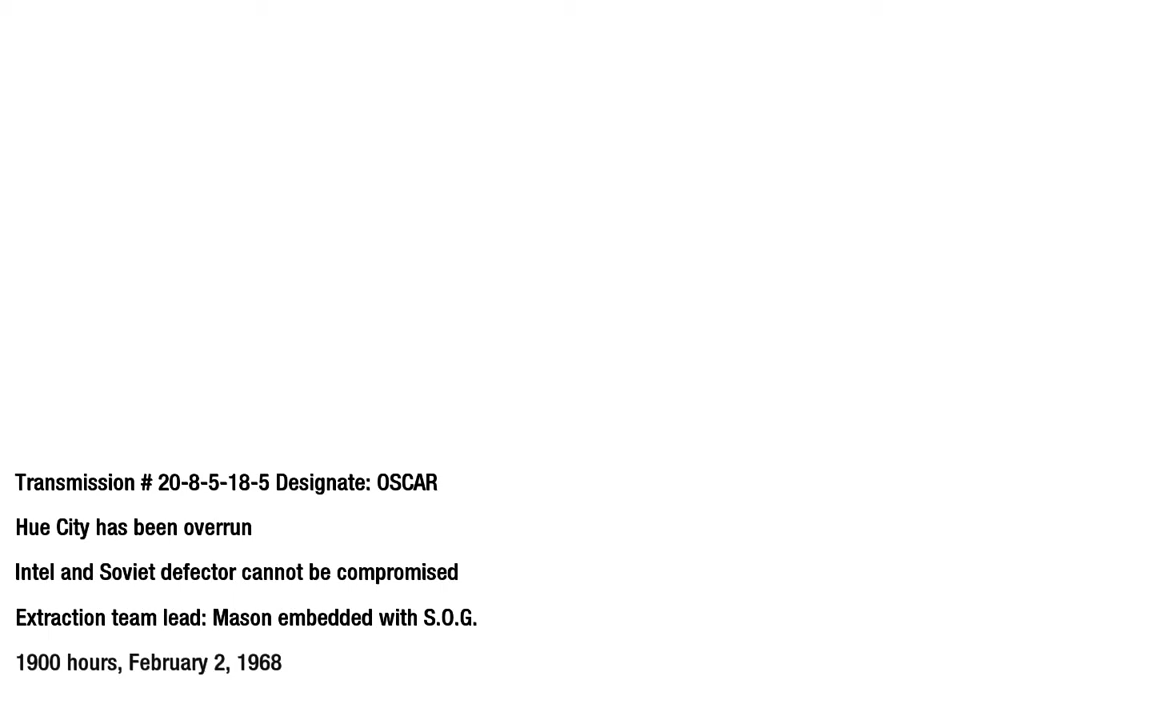 Transmission # 20-8-5-18-5 Designate: OSCAR
Hue City has been overrun
Intel and Soviet defector cannot be compromised
Extraction team lead: Mason embedded with S.O.G.
1900 hours, February 2, 1968